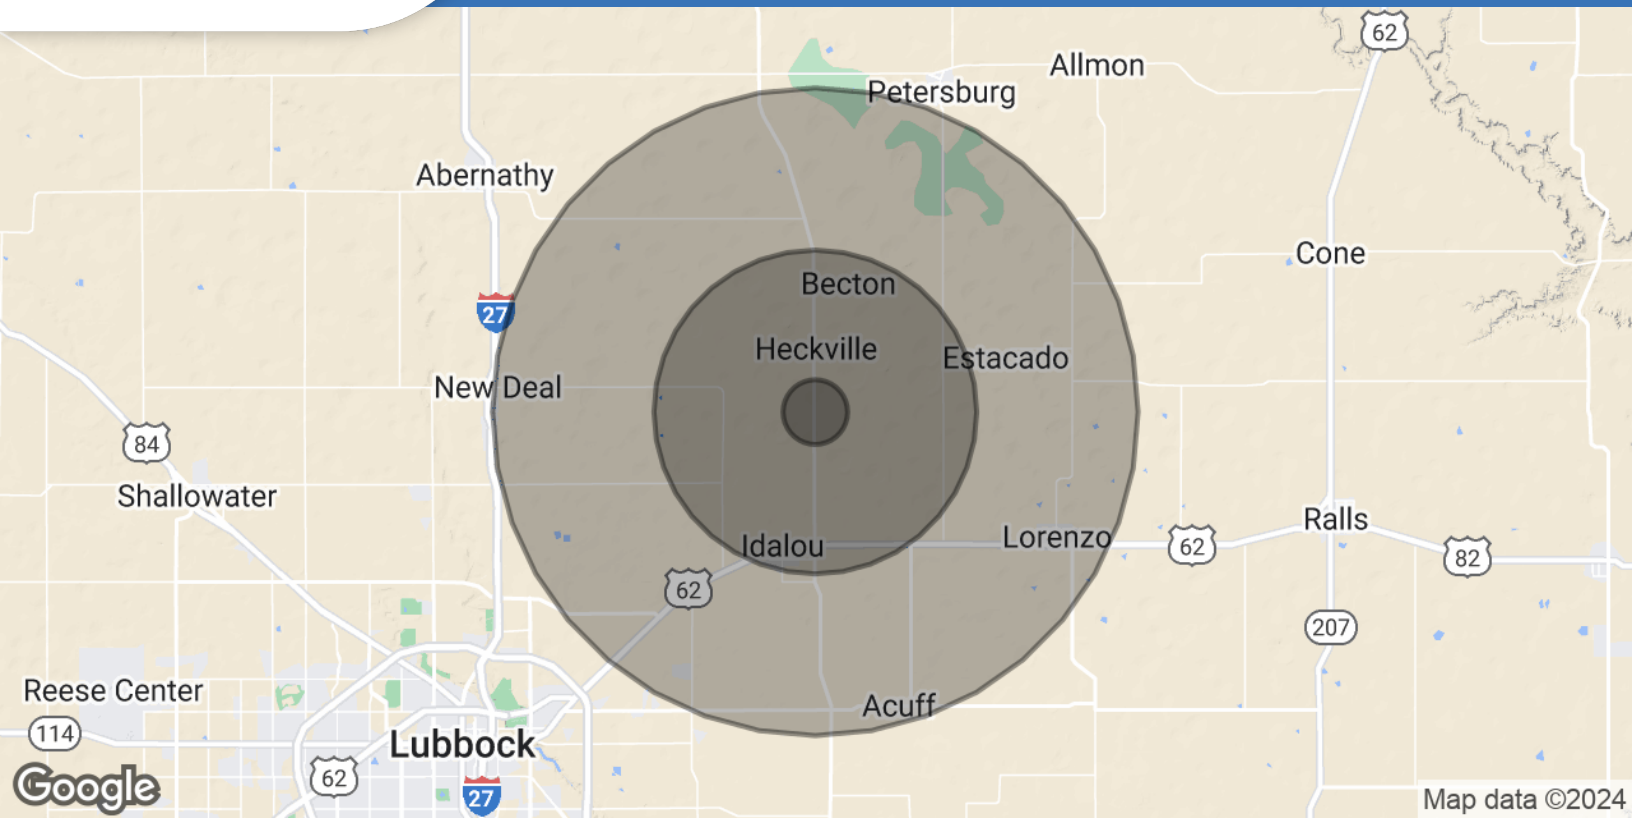 62
Allmon
Petersburg
Abernathy
Cone
Becton
27
Heckville
Estacado
New Deal
84
Shallowater
Ralls
Lorenzo
Idalou
62
82
62
207
Reese Center
Acuff
114
Lubbock
62
27
Google
Map data ©2024